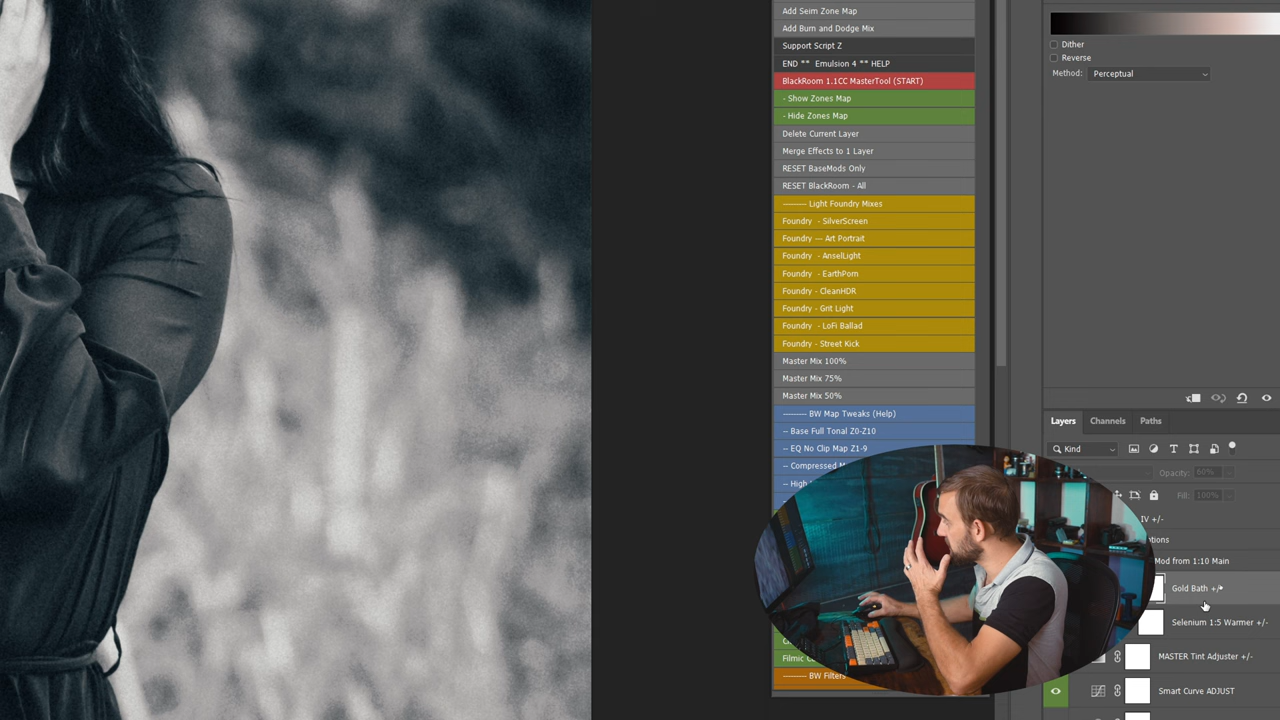 Add Seim Zone Map
Add Burn and Dodge Mix
Support Script Z
END ** Emulsion 4 ** HELP
BlackRoom 1.1CC MasterTool (START)
- Show Zones Map
- Hide Zones Map
Delete Current Layer
Merge Effects to 1 Layer
RESET BaseMods Only
RESET BlackRoom - All
——— Light Foundry Mixes
Foundry - SilverScreen
Foundry — Art Portrait
Foundry - AnselLight
Foundry - EarthPorn
Foundry - CleanHDR
Foundry - Grit Light
Foundry - LoFi Ballad
Foundry - Street Kick
Master Mix 100%
Master Mix 75%
Master Mix 50%
——— BW Map Tweaks (Help)
-- Base Full Tonal Z0-Z10
-- EQ No Clip Map Z1-9
-- Compressed
-- High
Filmic
——— BW Filters
Dither
Reverse
Method: Perceptual
Layers Channels Paths
Kind
Opacity: 66%
Fill: 100%
IV +/-
Mod from 1:10 Main
Gold Bath +/-
Selenium 1:5 Warmer +/-
MASTER Tint Adjuster +/-
Smart Curve ADJUST